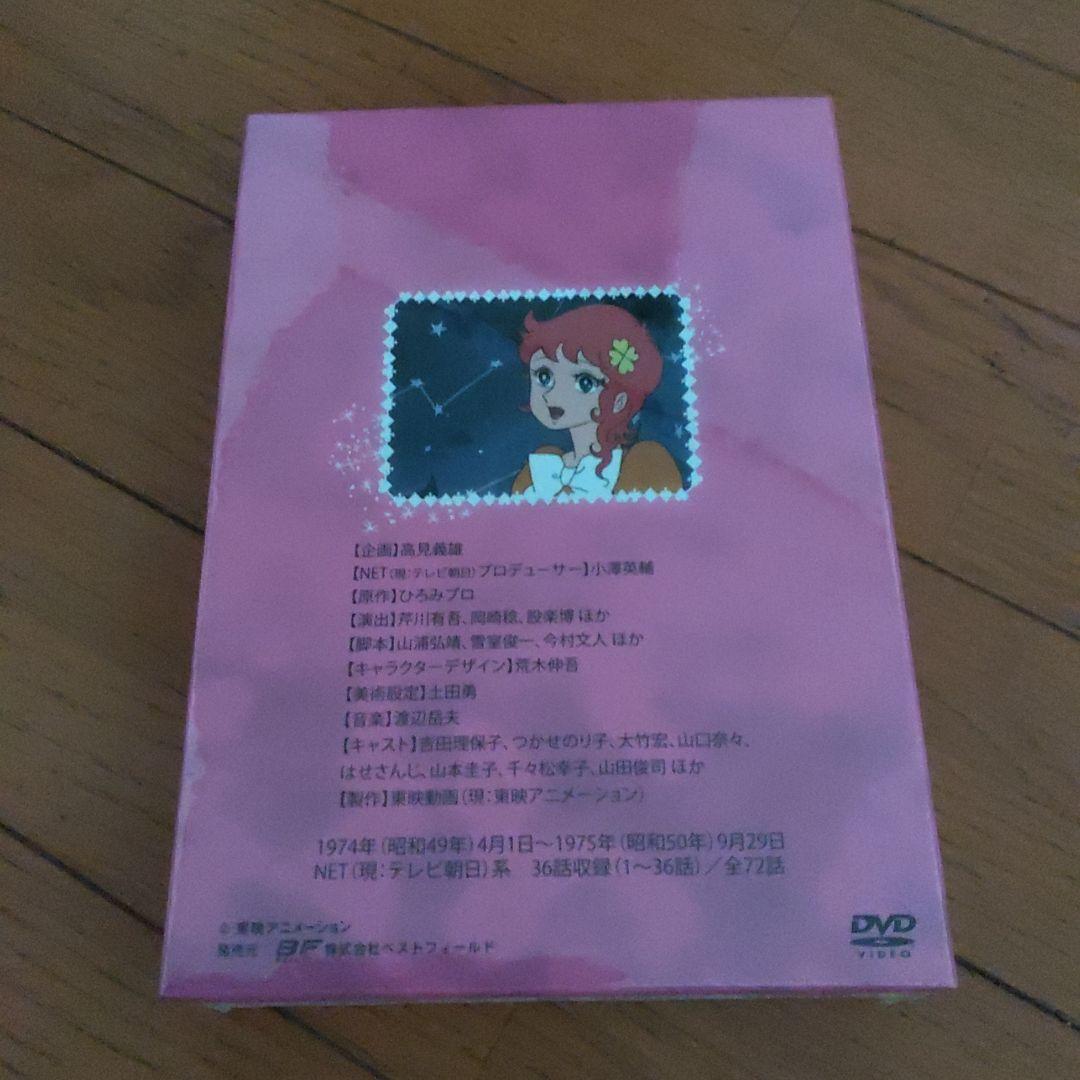 【企画】高見義雄
【NET（現：テレビ朝日）プロデューサー】小澤英輔
【原作】ひろみプロ
【演出】芹川有吾、岡崎稔、設楽博 ほか
【脚本】山浦弘靖、雪室俊一、今村文人 ほか
【キャラクターデザイン】荒木伸吾
【美術設定】土田勇
【音楽】渡辺岳夫
【キャスト】吉田理保子、つかせのり子、大竹宏、山口奈々、
はせさんじ、山本圭子、千々松幸子、山田俊司 ほか
【製作】東映動画（現：東映アニメーション）
1974年（昭和49年）4月1日～1975年（昭和50年）9月29日
NET（現：テレビ朝日）系　36話収録（1～36話）／全72話
©東映アニメーション
発売元 BF 株式会社ベストフィールド
DVD
VIDEO